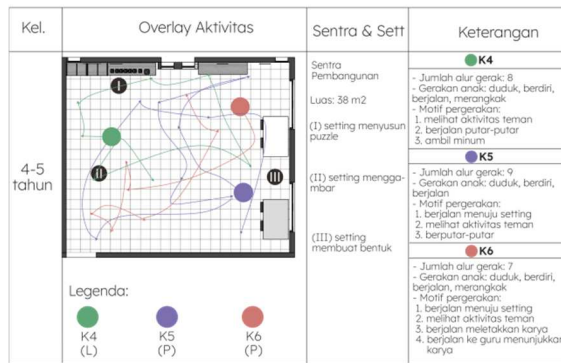 Kel.
Overlay Aktivitas
Sentra & Sett
Keterangan
4-5
tahun
I
II
III
Legenda:
K4
(L)
K5
(P)
K6
(P)
Sentra
Pembangunan
Luas: 38 m2
(I) setting menyusun
puzzle
(II) setting mengga-
mbar
(III) setting
membuat bentuk
K4
- Jumlah alur gerak: 8
- Gerakan anak: duduk, berdiri,
berjalan, merangkak
- Motif pergerakan:
1. melihat aktivitas teman
2. berjalan putar-putar
3. ambil minum
K5
- Jumlah alur gerak: 9
- Gerakan anak: duduk, berdiri,
berjalan
- Motif pergerakan:
1. berjalan menuju setting
2. melihat aktivitas teman
3. berputar-putar
K6
- Jumlah alur gerak: 7
- Gerakan anak: duduk, berdiri,
berjalan, merangkak
- Motif pergerakan:
1. berjalan menuju setting
2. melihat aktivitas teman
3. berjalan meletakkan karya
4. berjalan ke guru menunjukkan
karya